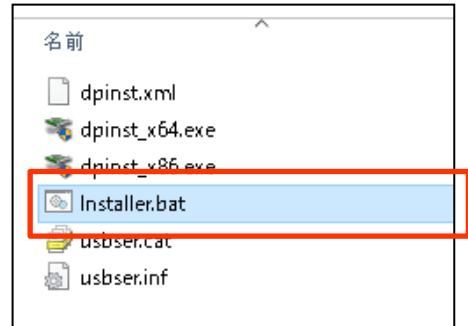 名前
dpinst.xml
dpinst_x64.exe
dpinst_x86.exe
Installer.bat
usbser.cat
usbser.inf